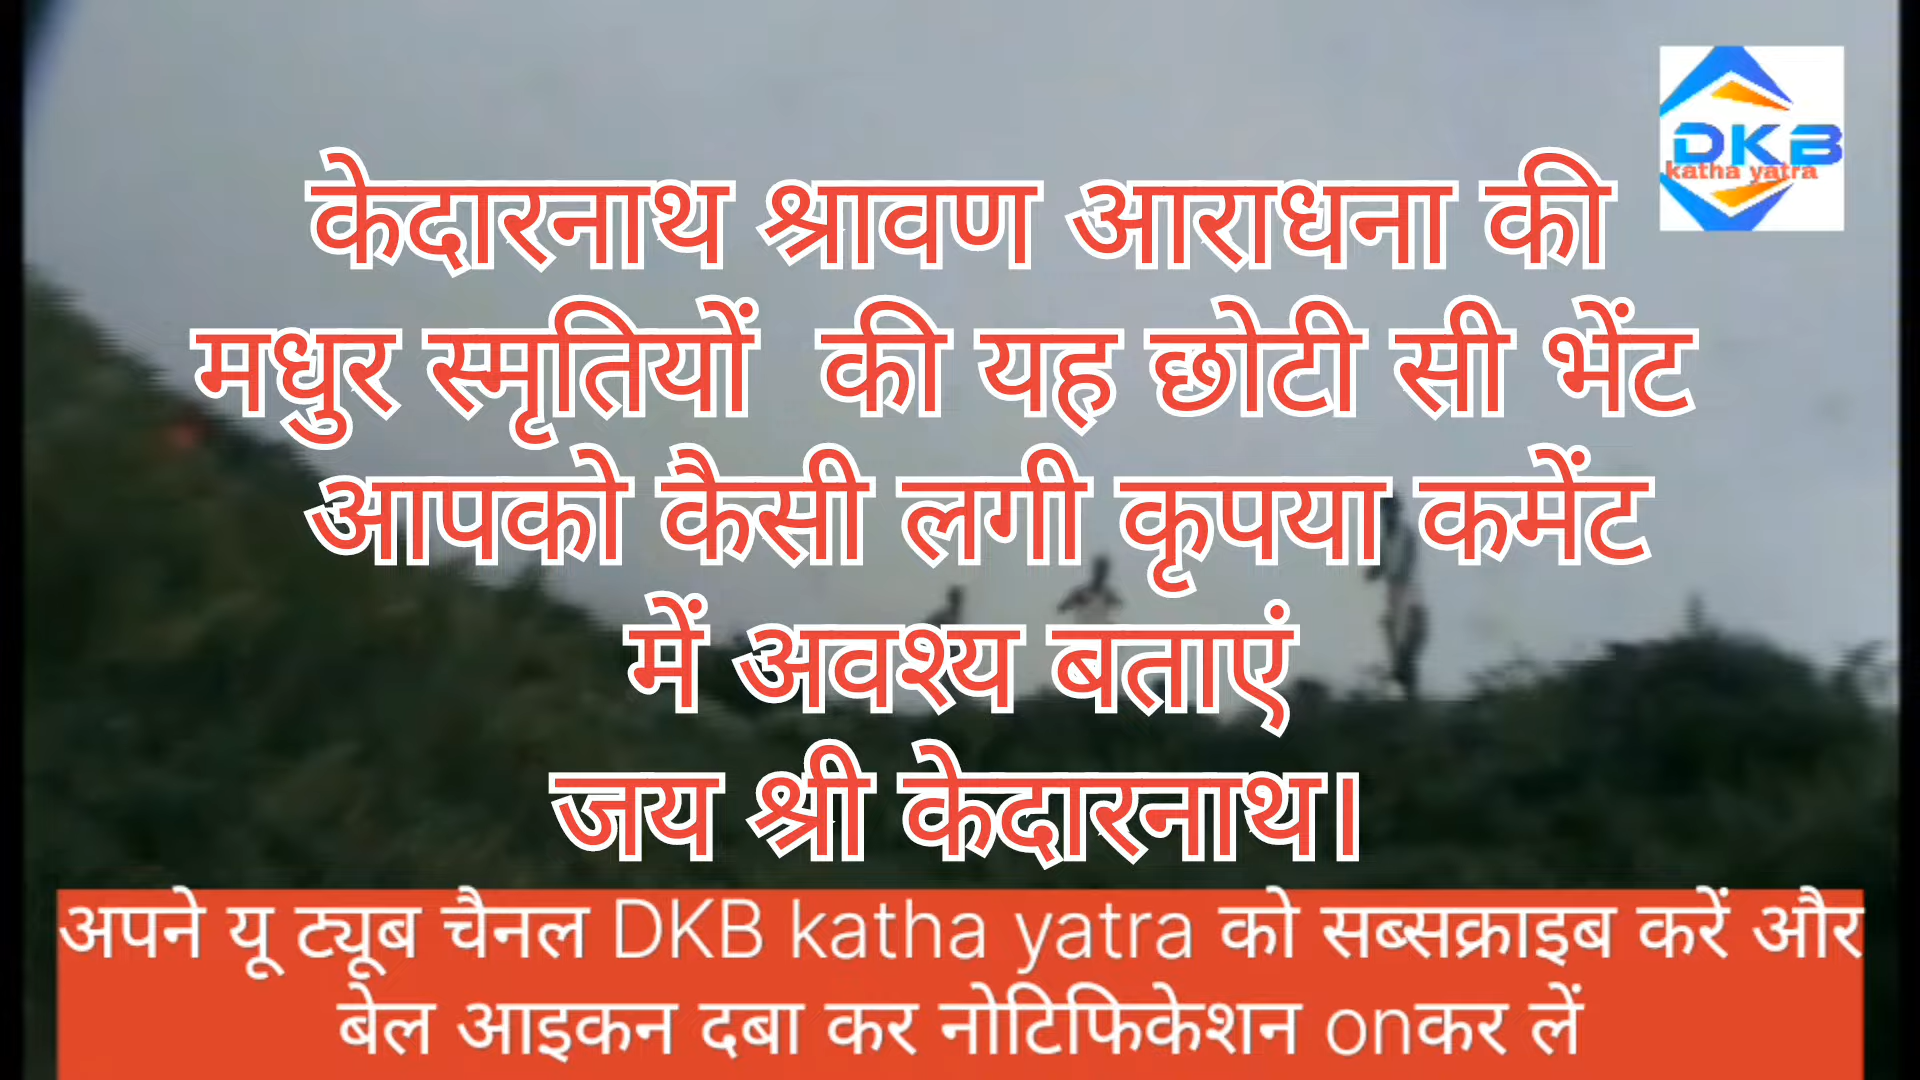 DKB
katha yatra
केदारनाथ श्रावण आराधना की
मधुर स्मृतियों की यह छोटी सी भेंट
आपको कैसी लगी कृपया कमेंट
में अवश्य बताएं
जय श्री केदारनाथ।
अपने यू ट्यूब चैनल DKB katha yatra को सब्सक्राइब करें और
बेल आइकन दबा कर नोटिफिकेशन onकर लें